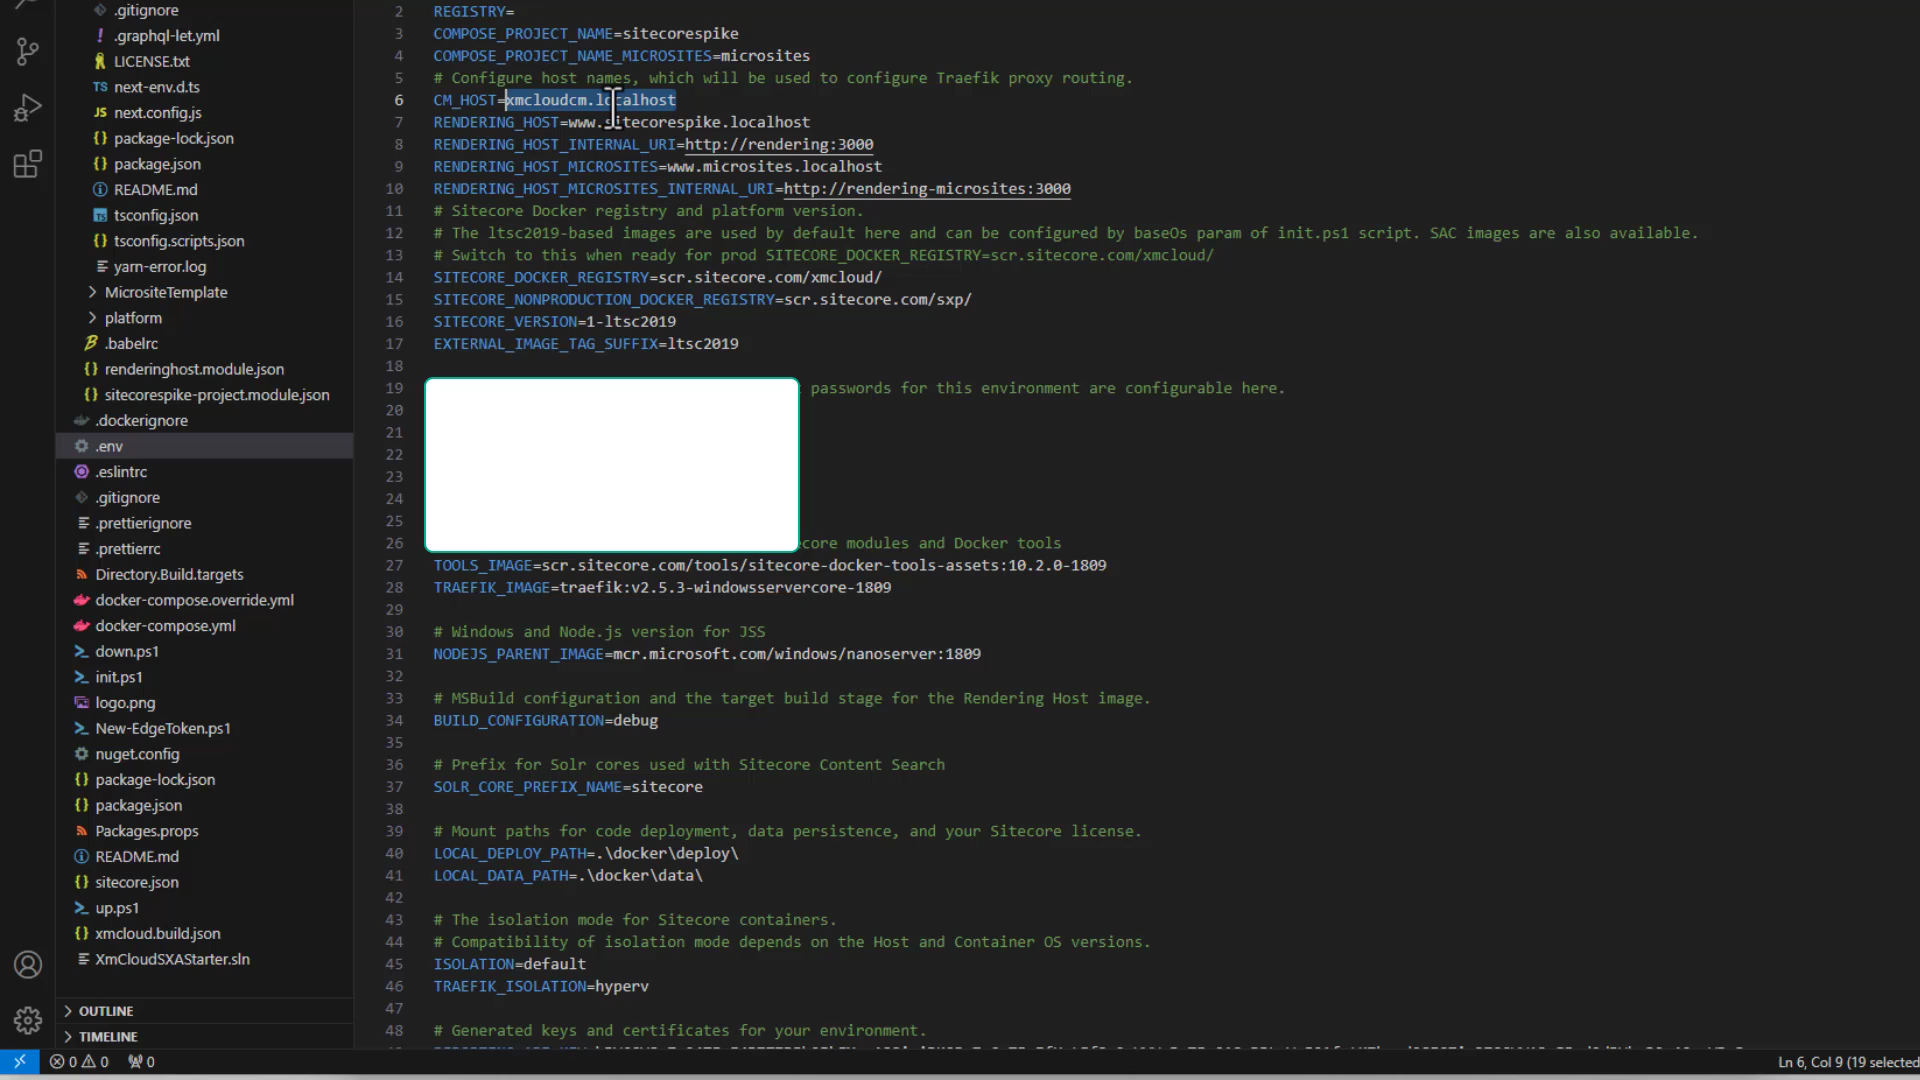 .gitignore
.graphql-let.yml
LICENSE.txt
TS next-env.d.ts
JS next.config.js
package-lock.json
package.json
README.md
tsconfig.json
tsconfig.scripts.json
yarn-error.log
MicrositeTemplate
platform
.babelrc
renderinghost.module.json
sitecorespike-project.module.json
.dockerignore
.env
.eslintrc
.gitignore
.prettierignore
.prettierrc
Directory.Build.targets
docker-compose.override.yml
docker-compose.yml
down.ps1
init.ps1
logo.png
New-EdgeToken.ps1
nuget.config
package-lock.json
package.json
Packages.props
README.md
sitecore.json
up.ps1
xmcloud.build.json
XmCloudSXAStarter.sln
OUTLINE
TIMELINE
2 REGISTRY=
3 COMPOSE_PROJECT_NAME=sitecorespike
4 COMPOSE_PROJECT_NAME_MICROSITES=microsites
5 # Configure host names, which will be used to configure Traefik proxy routing.
6 CM_HOST=xmcloudcm.localhost
7 RENDERING_HOST=www.sitecorespike.localhost
8 RENDERING_HOST_INTERNAL_URI=http://rendering:3000
9 RENDERING_HOST_MICROSITES=www.microsites.localhost
10 RENDERING_HOST_MICROSITES_INTERNAL_URI=http://rendering-microsites:3000
11 # Sitecore Docker registry and platform version.
12 # The ltsc2019-based images are used by default here and can be configured by baseOs param of init.ps1 script. SAC images are also available.
13 # Switch to this when ready for prod SITECORE_DOCKER_REGISTRY=scr.sitecore.com/xmcloud/
14 SITECORE_DOCKER_REGISTRY=scr.sitecore.com/xmcloud/
15 SITECORE_NONPRODUCTION_DOCKER_REGISTRY=scr.sitecore.com/sxp/
16 SITECORE_VERSION=1-ltsc2019
17 EXTERNAL_IMAGE_TAG_SUFFIX=ltsc2019
18
19 passwords for this environment are configurable here.
20
21
22
23
24
25
26 core modules and Docker tools
27 TOOLS_IMAGE=scr.sitecore.com/tools/sitecore-docker-tools-assets:10.2.0-1809
28 TRAEFIK_IMAGE=traefik:v2.5.3-windowsservercore-1809
29
30 # Windows and Node.js version for JSS
31 NODEJS_PARENT_IMAGE=mcr.microsoft.com/windows/nanoserver:1809
32
33 # MSBuild configuration and the target build stage for the Rendering Host image.
34 BUILD_CONFIGURATION=debug
35
36 # Prefix for Solr cores used with Sitecore Content Search
37 SOLR_CORE_PREFIX_NAME=sitecore
38
39 # Mount paths for code deployment, data persistence, and your Sitecore license.
40 LOCAL_DEPLOY_PATH=.\docker\deploy\
41 LOCAL_DATA_PATH=.\docker\data\
42
43 # The isolation mode for Sitecore containers.
44 # Compatibility of isolation mode depends on the Host and Container OS versions.
45 ISOLATION=default
46 TRAEFIK_ISOLATION=hyperv
47
48 # Generated keys and certificates for your environment.
0 0 0
Ln 6, Col 9 (19 selected